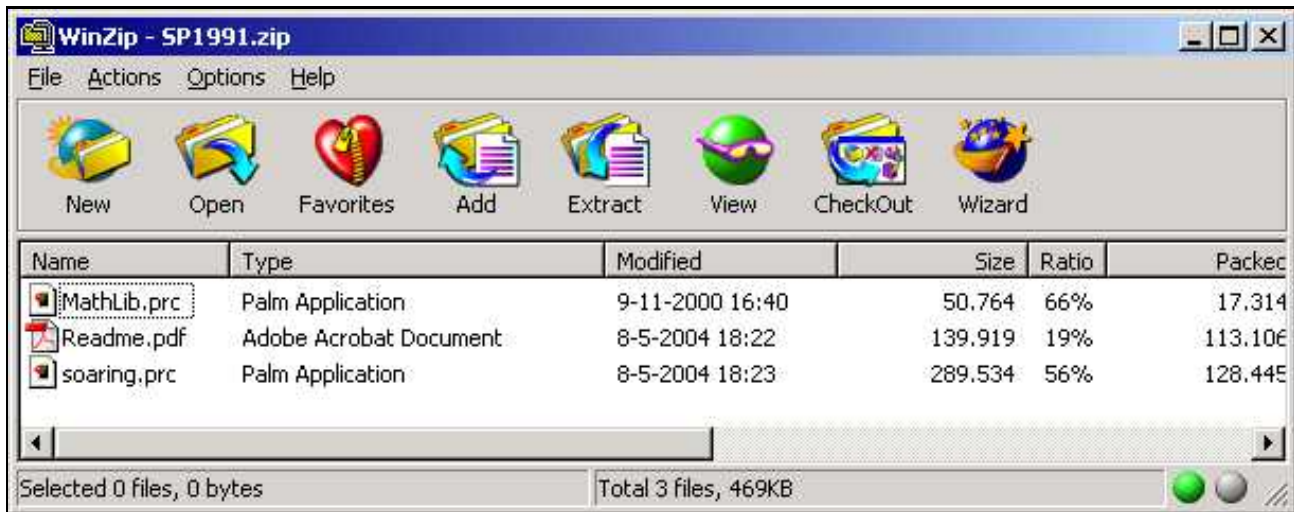 WinZip - SP1991.zip
File Actions Options Help
New Open Favorites Add Extract View CheckOut Wizard
Name Type Modified Size Ratio Packed
MathLib.prc Palm Application 9-11-2000 16:40 50.764 66% 17.314
Readme.pdf Adobe Acrobat Document 8-5-2004 18:22 139.919 19% 113.106
soaring.prc Palm Application 8-5-2004 18:23 289.534 56% 128.445
Selected 0 files, 0 bytes Total 3 files, 469KB